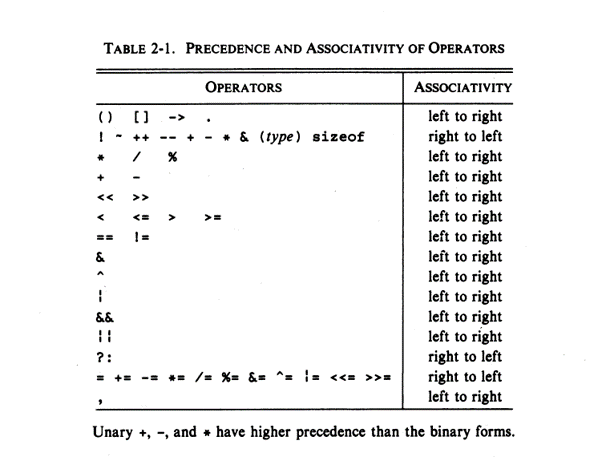 TABLE 2-1. PRECEDENCE AND ASSOCIATIVITY OF OPERATORS
OPERATORS ASSOCIATIVITY
() [] -> . left to right
! ~ ++ -- + - * & (type) sizeof right to left
* / % left to right
+ - left to right
<< >> left to right
< <= > >= left to right
== != left to right
& left to right
^ left to right
¦ left to right
&& left to right
¦¦ left to right
?: right to left
= += -= *= /= %= &= ^= ¦= <<= >>= right to left
, left to right
Unary +, -, and * have higher precedence than the binary forms.